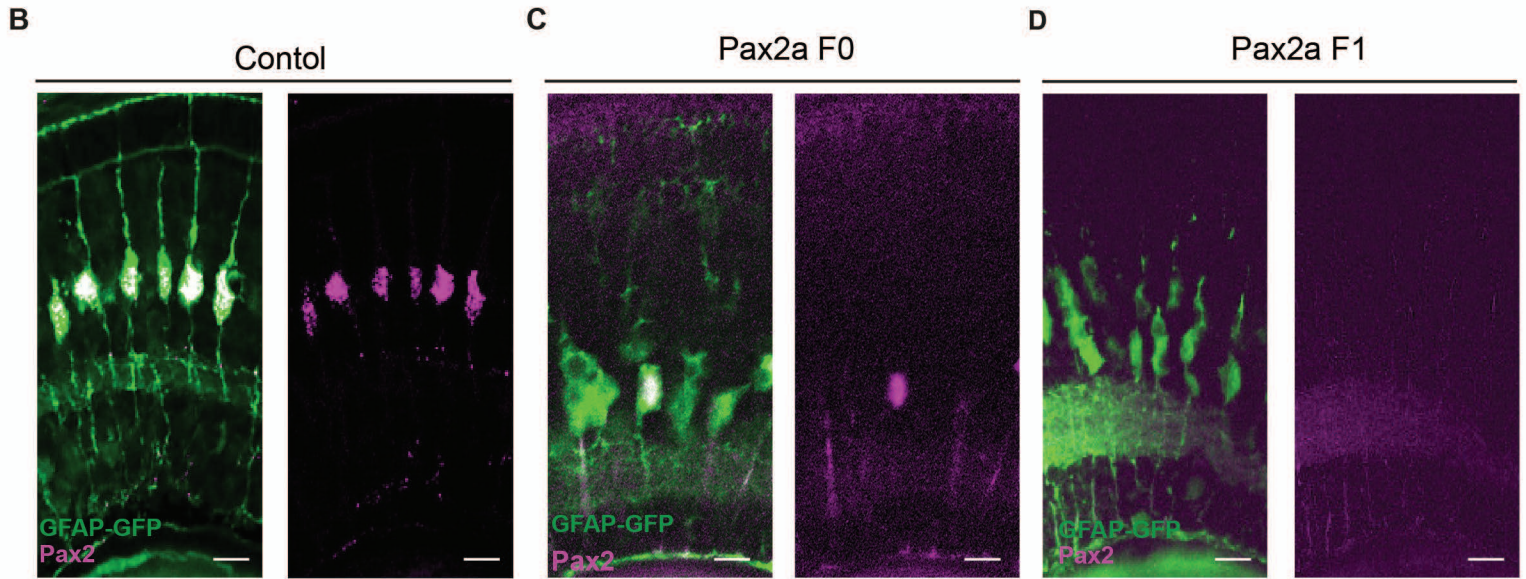 B
Contol
C
Pax2a F0
D
Pax2a F1
GFAP-GFP
Pax2
GFAP-GFP
Pax2
GFAP-GFP
Pax2